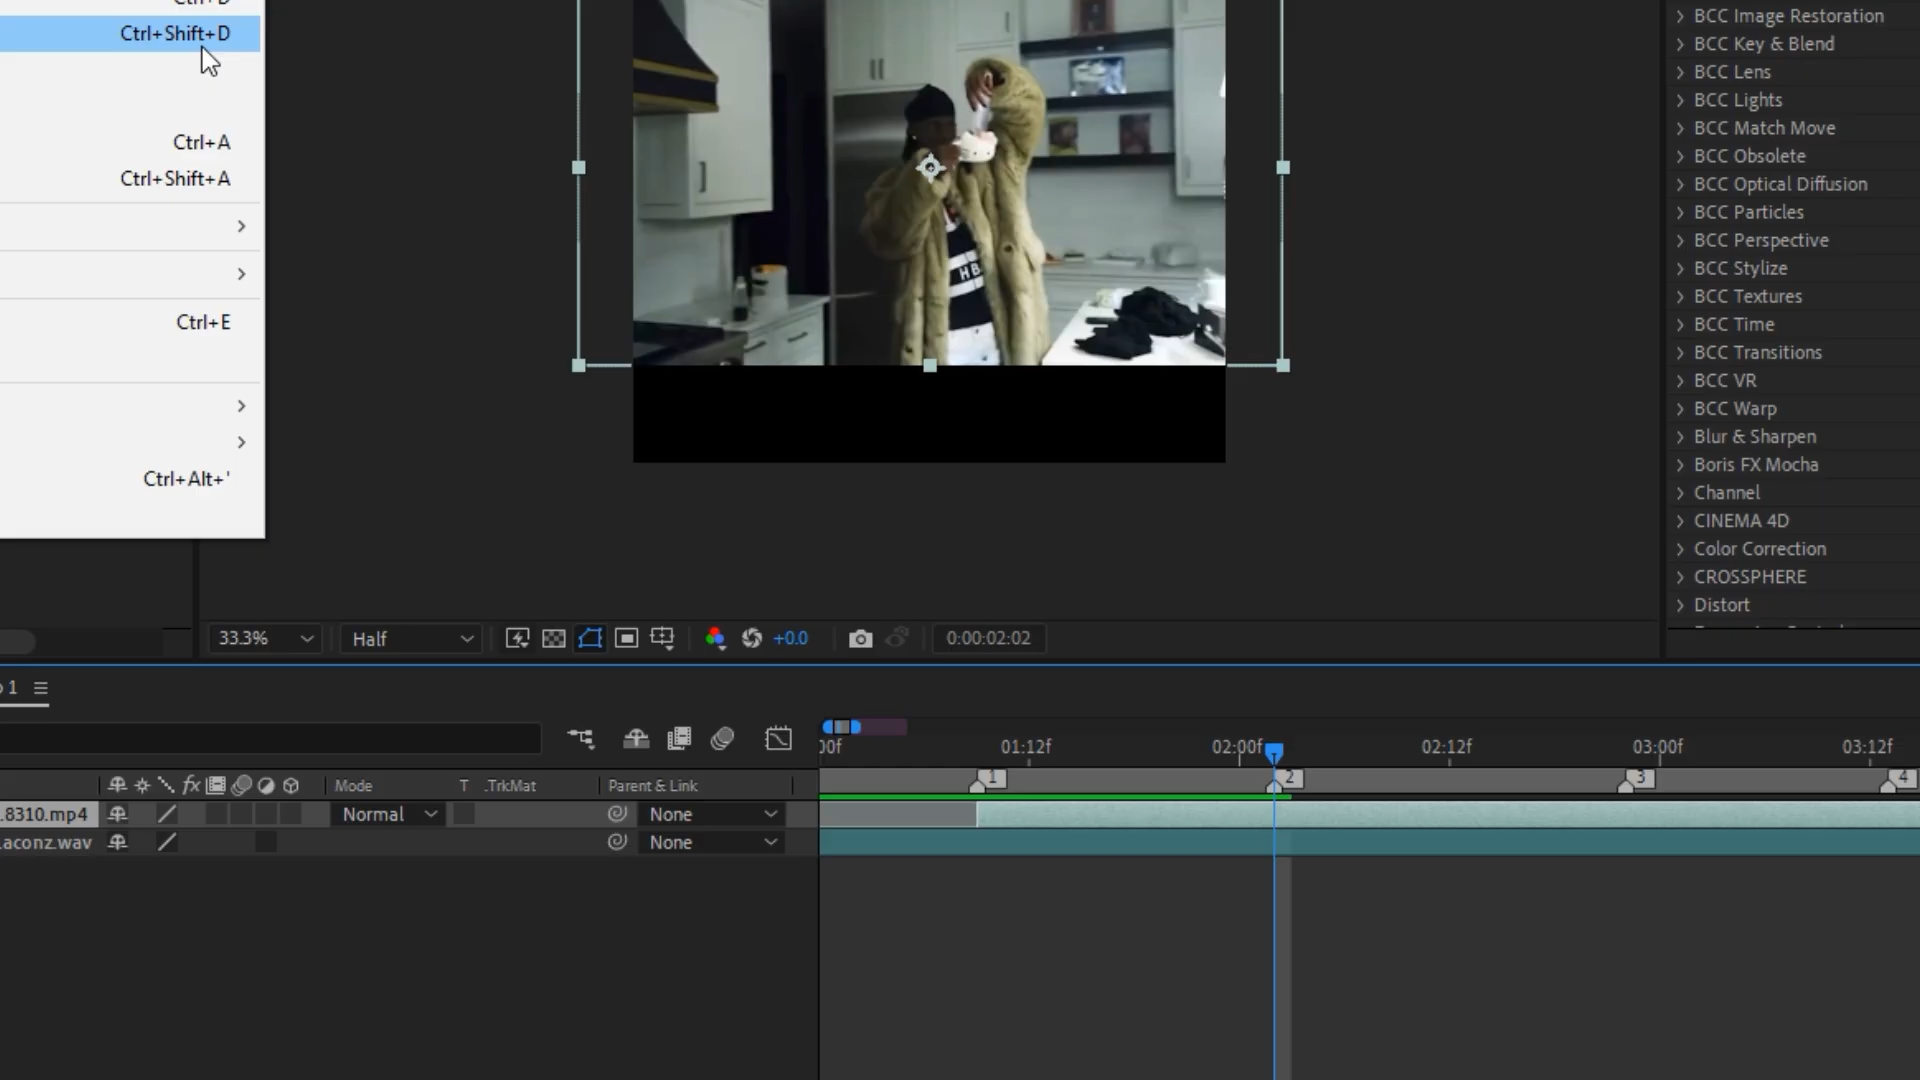 Ctrl+D
Ctrl+Shift+D
Ctrl+A
Ctrl+Shift+A
Ctrl+E
Ctrl+Alt+'
HB
BCC Image Restoration
BCC Key & Blend
BCC Lens
BCC Lights
BCC Match Move
BCC Obsolete
BCC Optical Diffusion
BCC Particles
BCC Perspective
BCC Stylize
BCC Textures
BCC Time
BCC Transitions
BCC VR
BCC Warp
Blur & Sharpen
Boris FX Mocha
Channel
CINEMA 4D
Color Correction
CROSSPHERE
Distort
33.3%
Half
+0.0
0:00:02:02
1
00f
01:12f
02:00f
02:12f
03:00f
03:12f
fx
Mode
T
.TrkMat
Parent & Link
1
2
3
4
.8310.mp4
Normal
None
.aconz.wav
None